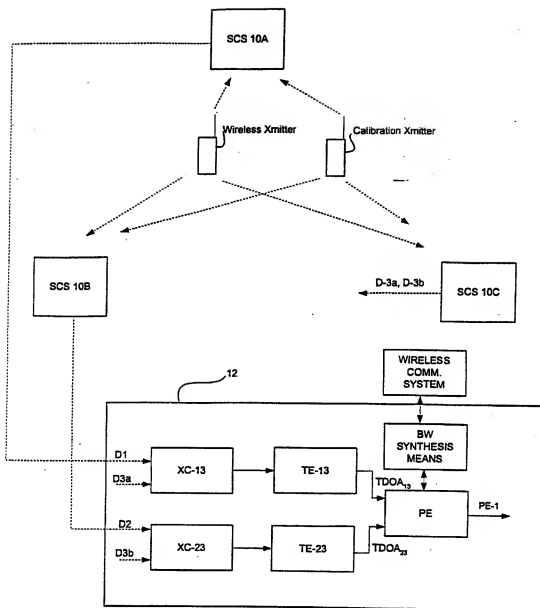 SCS 10A
Wireless Xmitter
Calibration Xmitter
SCS 10B
D-3a, D-3b
SCS 10C
12
WIRELESS
COMM.
SYSTEM
BW
SYNTHESIS
MEANS
D1
XC-13
TE-13
D3a
TDOA13
PE
PE-1
D2
XC-23
TE-23
D3b
TDOA23